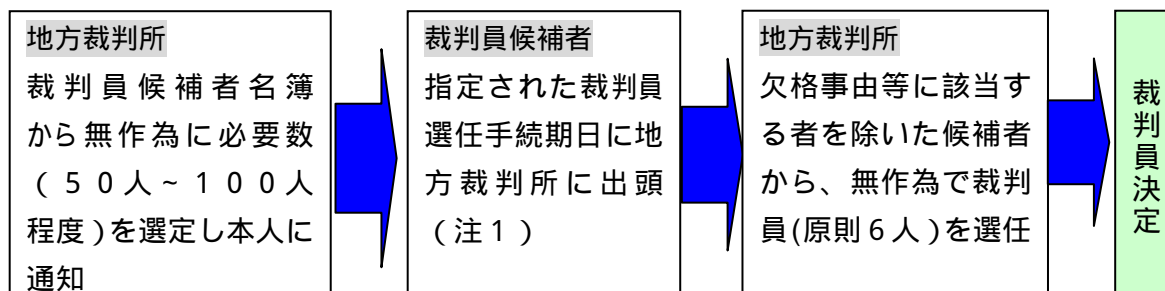 地方裁判所
裁判員候補者名簿
から無作為に必要数
（５０人~１００人
程度）を選定し本人に
通知
裁判員候補者
指定された裁判員
選任手続期日に地
方裁判所に出頭
（注１）
地方裁判所
欠格事由等に該当す
る者を除いた候補者
から、無作為で裁判
員(原則６人)を選任
裁判員決定